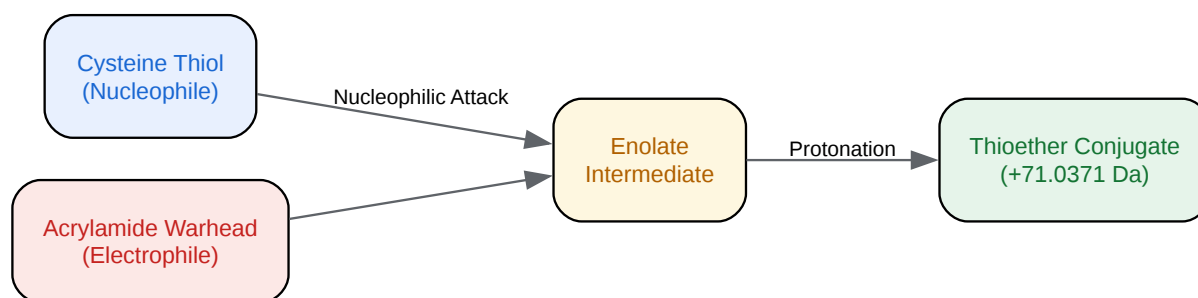 Cysteine Thiol
(Nucleophile)
Nucleophilic Attack
Acrylamide Warhead
(Electrophile)
Enolate
Intermediate
Protonation
Thioether Conjugate
(+71.0371 Da)